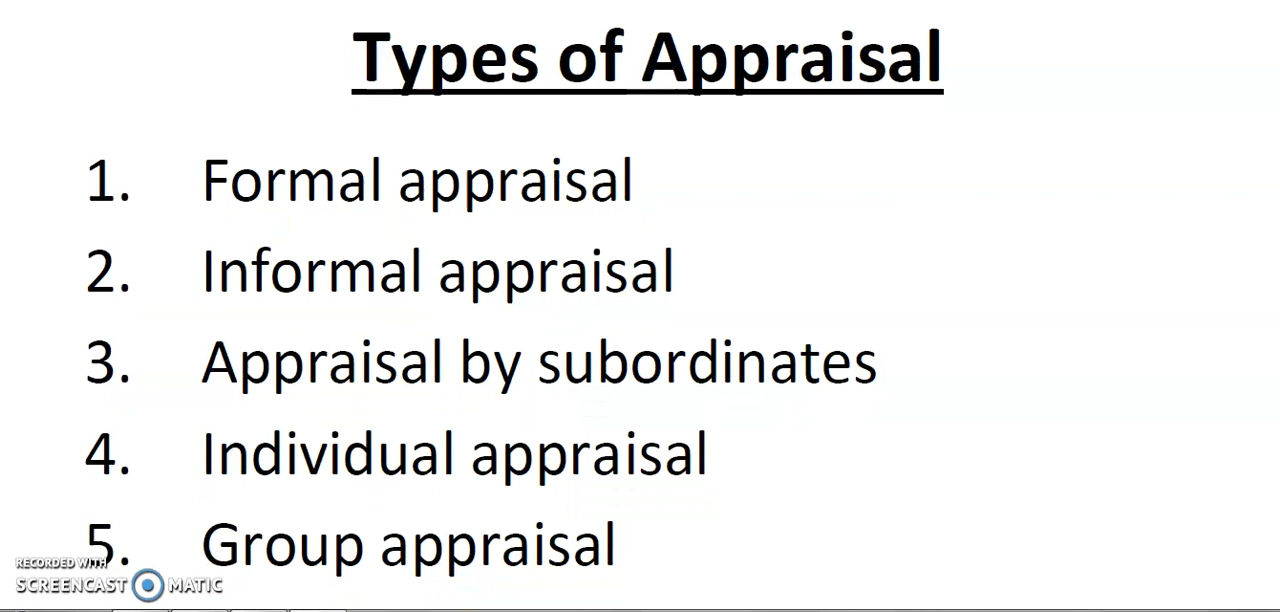 Types of Appraisal
1. Formal appraisal
2. Informal appraisal
3. Appraisal by subordinates
4. Individual appraisal
5. Group appraisal
RECORDED WITH
SCREENCAST MATIC